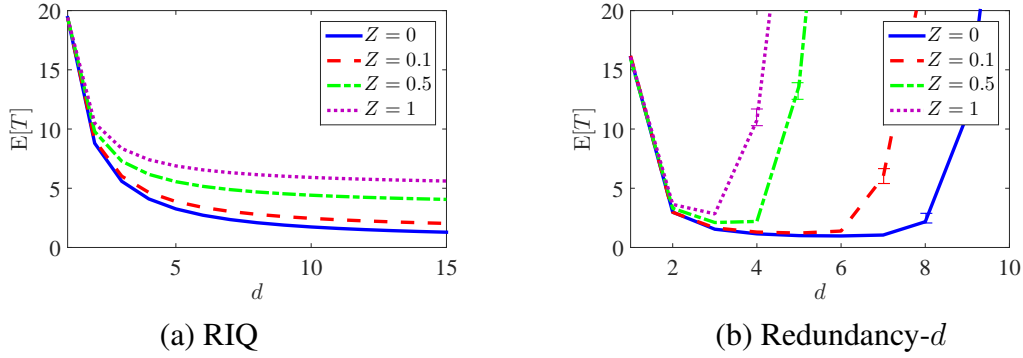 20
15
10
5
0
E[T]
5
10
15
d
Z = 0
Z = 0.1
Z = 0.5
Z = 1
(a) RIQ
20
15
10
5
0
E[T]
2
4
6
8
10
d
Z = 0
Z = 0.1
Z = 0.5
Z = 1
(b) Redundancy-d